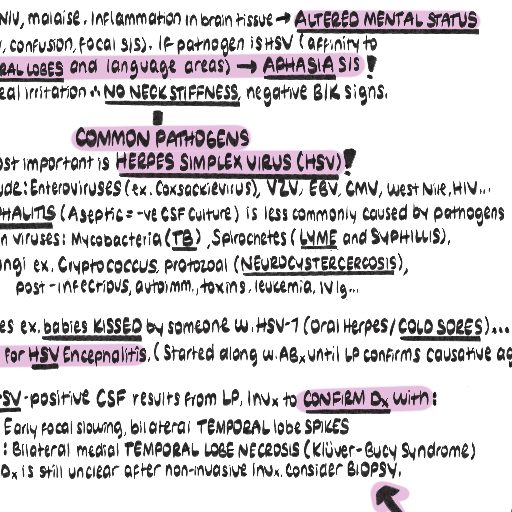 N/V, malaise. Inflammation in brain tissue → ALTERED MENTAL STATUS
, confusion, focal s/s). If pathogen is HSV (affinity to
RAL LOBES and language areas) → APHASIA S/S !
eal irritation ∴ NO NECK STIFFNESS, negative B/K signs.
COMMON PATHOGENS
ost important is HERPES SIMPLEX VIRUS (HSV)!
ude: Enteroviruses (ex. Coxsackievirus), VZV, EBV, CMV, West Nile, HIV...
PHALITIS (Aseptic = -ve CSF culture) is less commonly caused by pathogens
n viruses: Mycobacteria (TB), Spirochetes (LYME and SYPHILLIS),
ungi ex. Cryptococcus, protozoal (NEUROCYSTERCERCOSIS),
post-infectious, autoimm., toxins, leukemia, IVIg...
es ex. babies KISSED by someone w. HSV-1 (Oral Herpes/COLD SORES)...
for HSV Encephalitis. (Started along w. ABx until LP confirms causative ag
SV-positive CSF results from LP, Invx to CONFIRM Dx with:
Early focal slowing, bilateral TEMPORAL lobe SPIKES
: Bilateral medial TEMPORAL LOBE NECROSIS (Klüver-Bucy Syndrome)
Dx is still unclear after non-invasive Invx. consider BIOPSY.